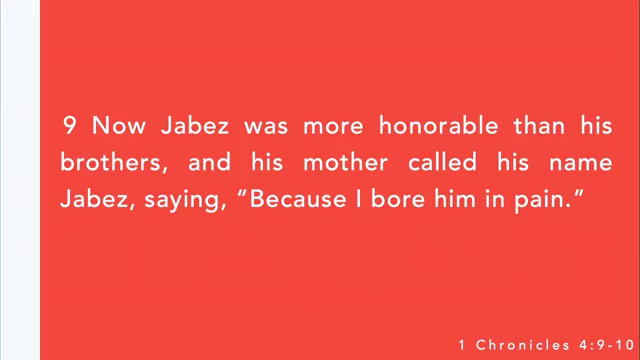 9 Now Jabez was more honorable than his
brothers, and his mother called his name
Jabez, saying, “Because I bore him in pain.”
1 Chronicles 4:9-10